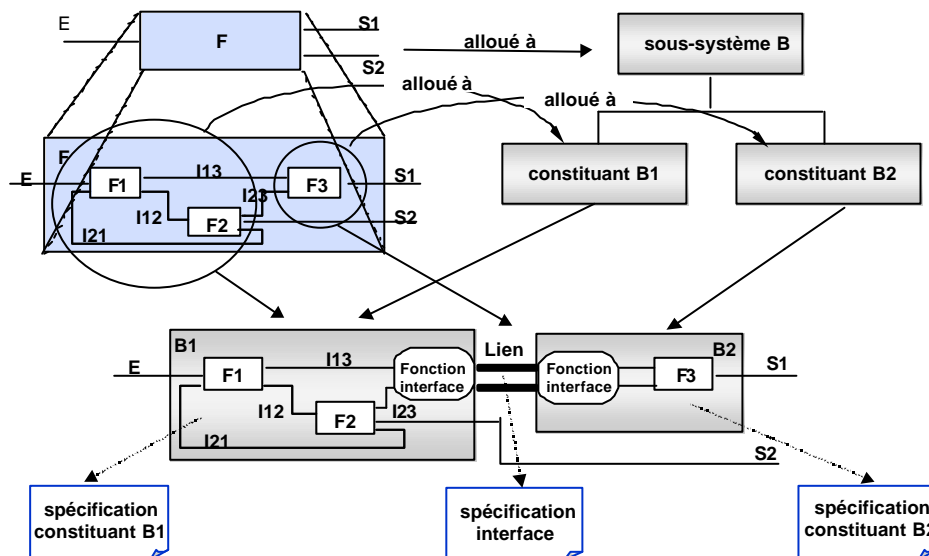 E
F
S1
S2
alloué à
sous-système B
alloué à
alloué à
constituant B1
constituant B2
F
E
F1
I13
F3
S1
I23
I12
F2
S2
I21
B1
E
F1
I13
Fonction
interface
Lien
Fonction
interface
B2
F3
S1
I12
F2
I23
I21
S2
spécification
constituant B1
spécification
interface
spécification
constituant B2